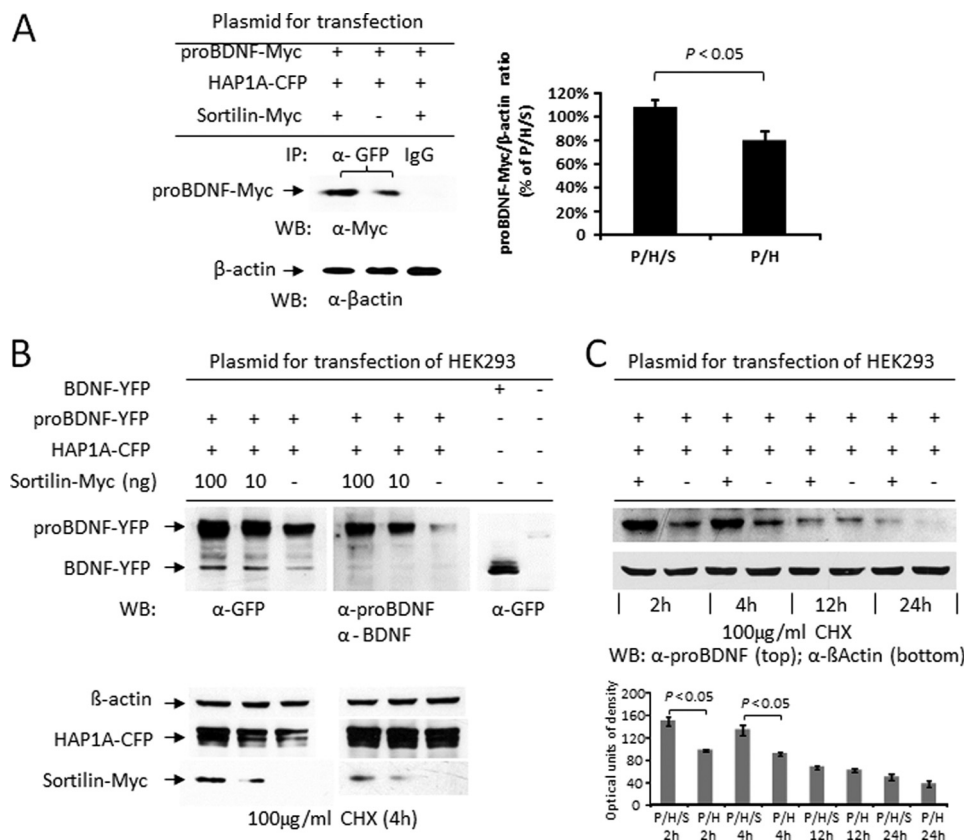 A
Plasmid for transfection
proBDNF-Myc + + +
HAP1A-CFP + + +
Sortilin-Myc + - +
IP: α- GFP IgG
proBDNF-Myc
WB: α-Myc
β-actin
WB: α-βactin
P < 0.05
proBDNF-Myc/β-actin ratio
(% of P/H/S)
120%
100%
80%
60%
40%
20%
0
P/H/S P/H
B
Plasmid for transfection of HEK293
BDNF-YFP + -
proBDNF-YFP + + + + + + - -
HAP1A-CFP + + + + + + - -
Sortilin-Myc (ng) 100 10 - 100 10 - - -
proBDNF-YFP
BDNF-YFP
WB: α-GFP α-proBDNF α-GFP
α- BDNF
ß-actin
HAP1A-CFP
Sortilin-Myc
100µg/ml CHX (4h)
C
Plasmid for transfection of HEK293
+ + + + + + + +
+ + + + + + + +
+ - + - + - + -
| 2h | 4h | 12h | 24h |
100µg/ml CHX
WB: α-proBDNF (top); α-ßActin (bottom)
Optical units of density
200
160
120
80
40
0
P < 0.05
P < 0.05
P/H/S P/H P/H/S P/H P/H/S P/H P/H/S P/H
2h 2h 4h 4h 12h 12h 24h 24h